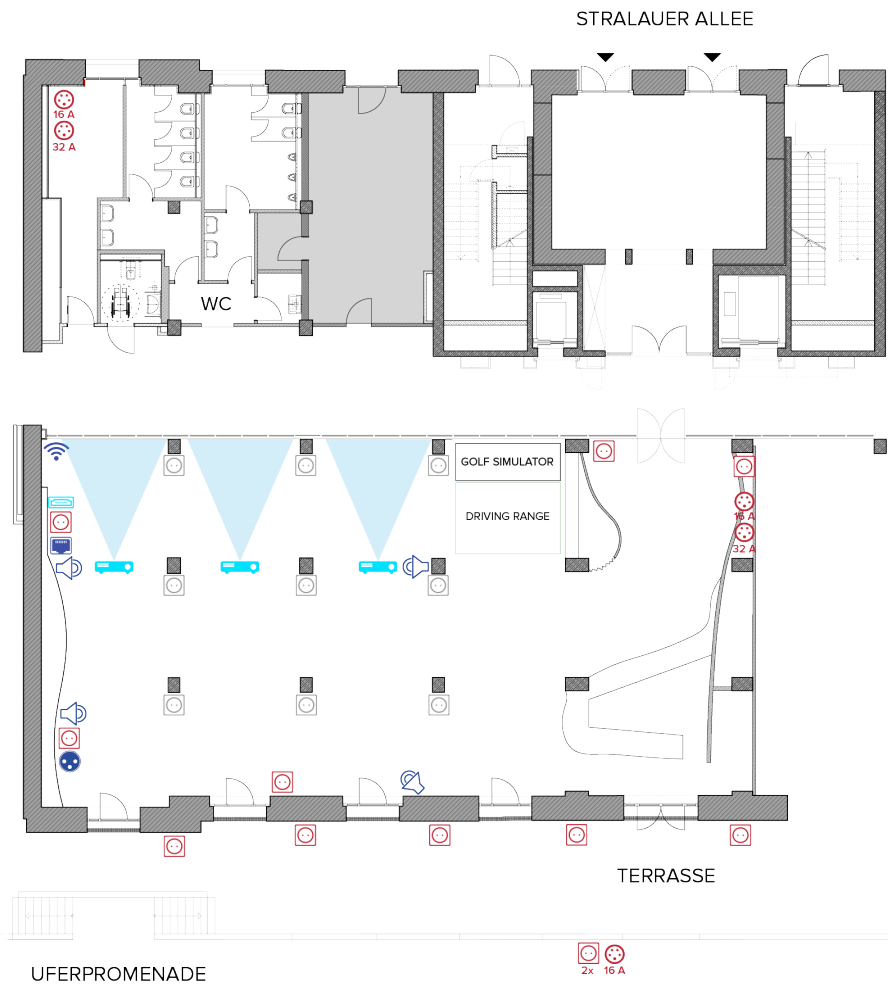 STRALAUER ALLEE
16 A
32 A
WC
GOLF SIMULATOR
DRIVING RANGE
16 A
32 A
TERRASSE
2x
16 A
UFERPROMENADE